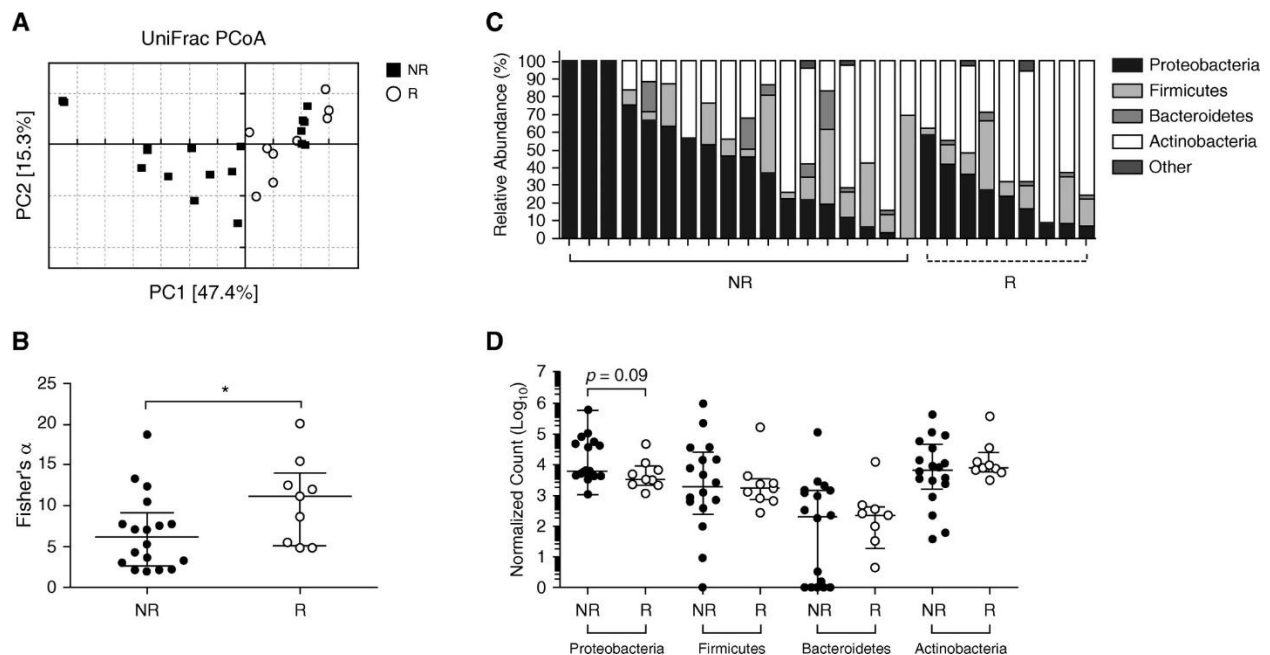 A
UniFrac PCoA
NR
R
PC2 [15.3%]
PC1 [47.4%]
B
*
Fisher's α
25
20
15
10
5
0
NR
R
C
Relative Abundance (%)
100
90
80
70
60
50
40
30
20
10
0
NR
R
Proteobacteria
Firmicutes
Bacteroidetes
Actinobacteria
Other
D
Normalized Count (Log₁₀)
7
6
5
4
3
2
1
0
p = 0.09
NR R NR R NR R NR R
Proteobacteria Firmicutes Bacteroidetes Actinobacteria